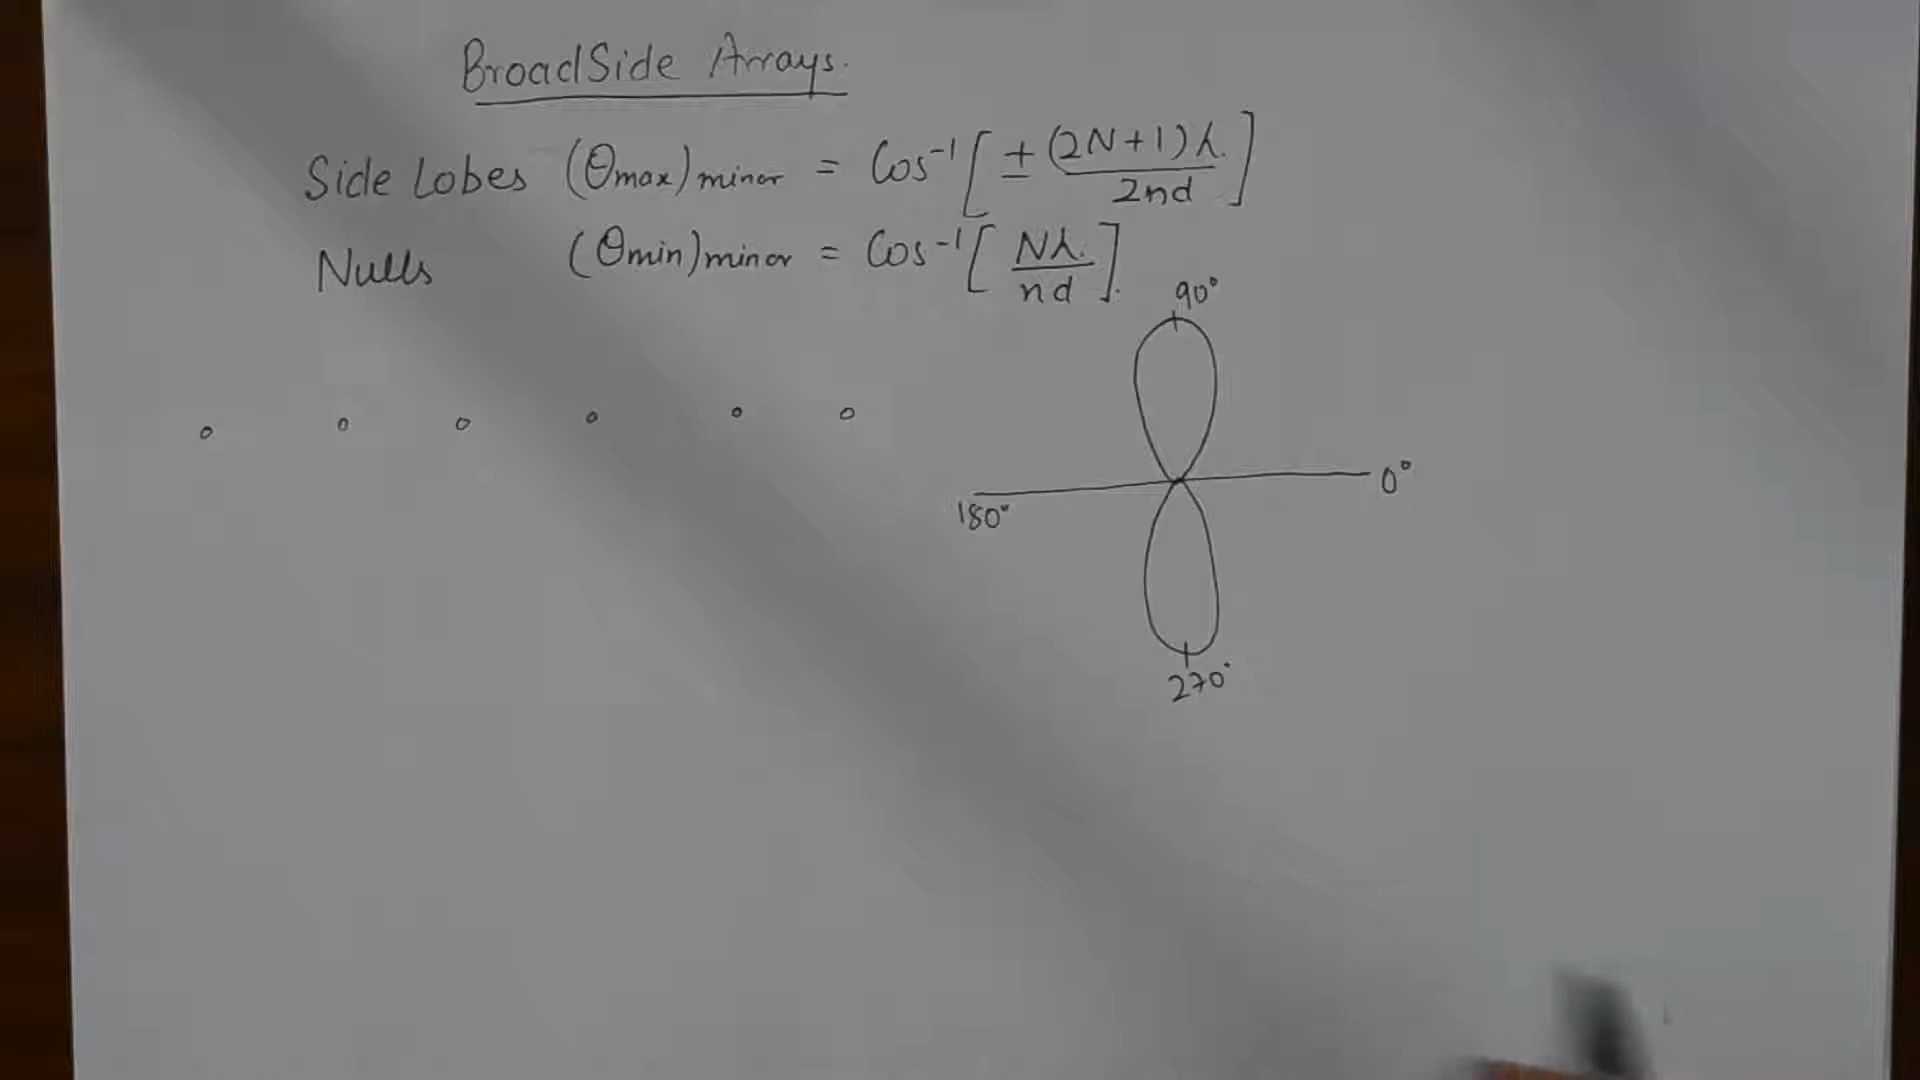 BroadSide Arrays.
Side Lobes (θmax)minor = Cos⁻¹[± (2N+1)λ / 2nd]
Nulls (θmin)minor = Cos⁻¹[Nλ / nd].
90°
0°
180°
270°